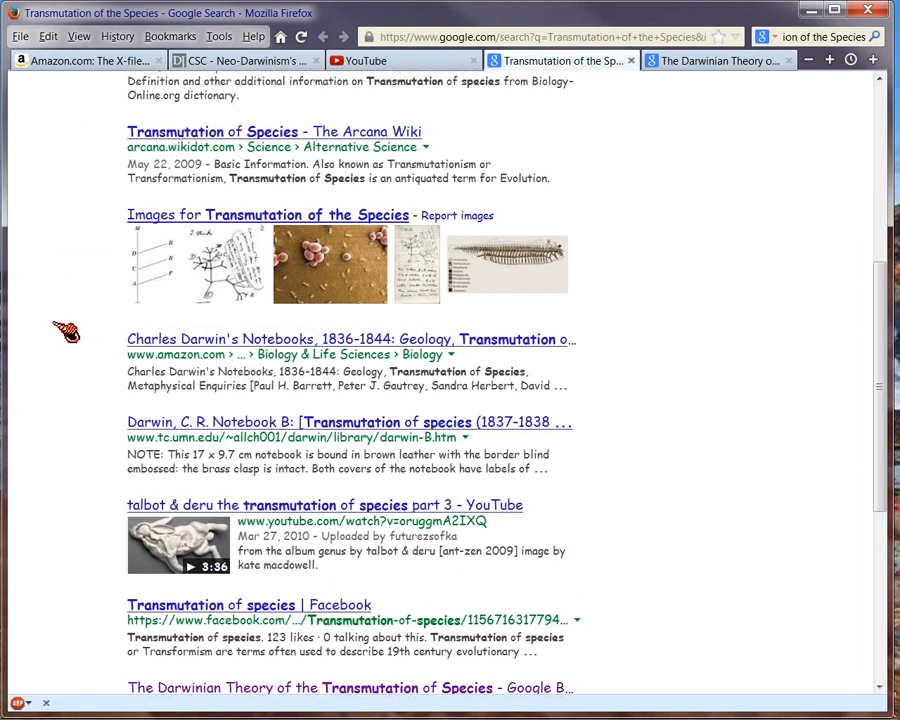 Transmutation of the Species - Google Search - Mozilla Firefox
File Edit View History Bookmarks Tools Help
https://www.google.com/search?q=Transmutation+of+the+Species&i
ion of the Species
Amazon.com: The X-file...
CSC - Neo-Darwinism's ...
YouTube
Transmutation of the Sp...
The Darwinian Theory o...
Definition and other additional information on Transmutation of species from Biology-
Online.org dictionary.
Transmutation of Species - The Arcana Wiki
arcana.wikidot.com › Science › Alternative Science
May 22, 2009 - Basic Information. Also known as Transmutationism or
Transformationism, Transmutation of Species is an antiquated term for Evolution.
Images for Transmutation of the Species - Report images
I think
Charles Darwin's Notebooks, 1836-1844: Geology, Transmutation o...
www.amazon.com › ... › Biology & Life Sciences › Biology
Charles Darwin's Notebooks, 1836-1844: Geology, Transmutation of Species,
Metaphysical Enquiries [Paul H. Barrett, Peter J. Gautrey, Sandra Herbert, David ...
Darwin, C. R. Notebook B: [Transmutation of species (1837-1838 ...
www.tc.umn.edu/~allch001/darwin/library/darwin-B.htm
NOTE: This 17 x 9.7 cm notebook is bound in brown leather with the border blind
embossed: the brass clasp is intact. Both covers of the notebook have labels of ...
talbot & deru the transmutation of species part 3 - YouTube
www.youtube.com/watch?v=oruggmA2IXQ
Mar 27, 2010 - Uploaded by futurezsofka
from the album genus by talbot & deru [ant-zen 2009] image by
kate macdowell.
3:36
Transmutation of species | Facebook
https://www.facebook.com/.../Transmutation-of-species/1156716317794...
Transmutation of species. 123 likes · 0 talking about this. Transmutation of species
or Transformism are terms often used to describe 19th century evolutionary ...
The Darwinian Theory of the Transmutation of Species - Google B...
ABP